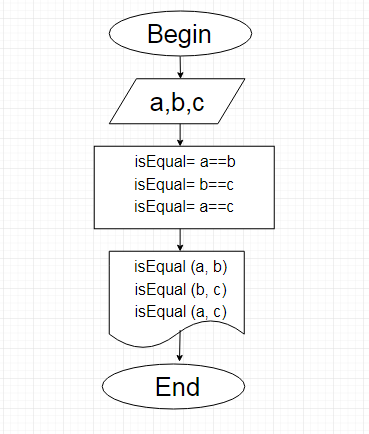 Begin
a,b,c
isEqual= a==b
isEqual= b==c
isEqual= a==c
isEqual (a, b)
isEqual (b, c)
isEqual (a, c)
End